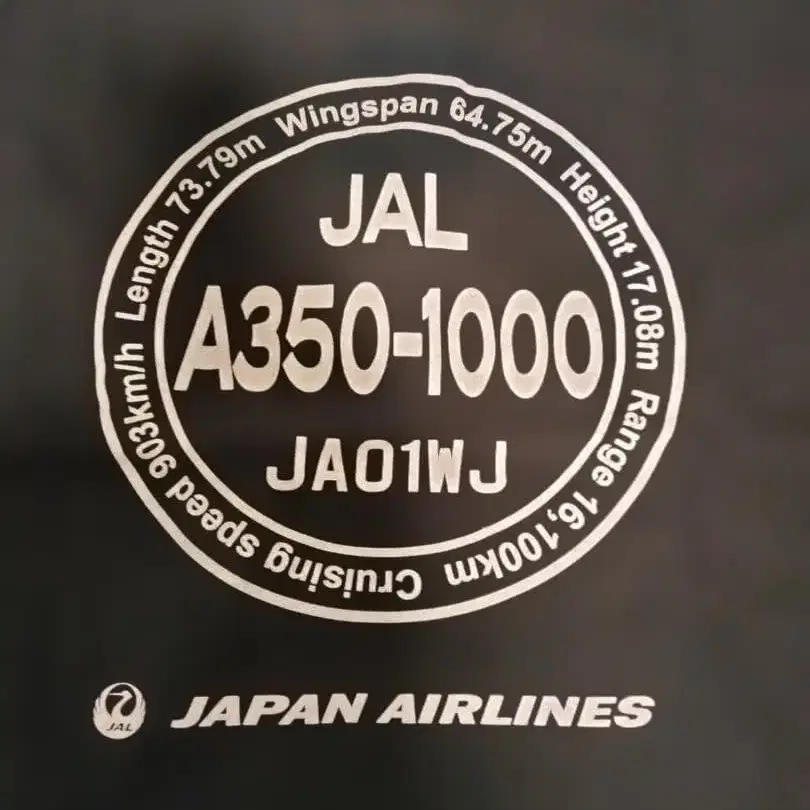 Length 73.79m Wingspan 64.75m Height 17.08m Range 16,100km Cruising speed 903km/h
JAL
A350-1000
JA01WJ
JAL
JAPAN AIRLINES